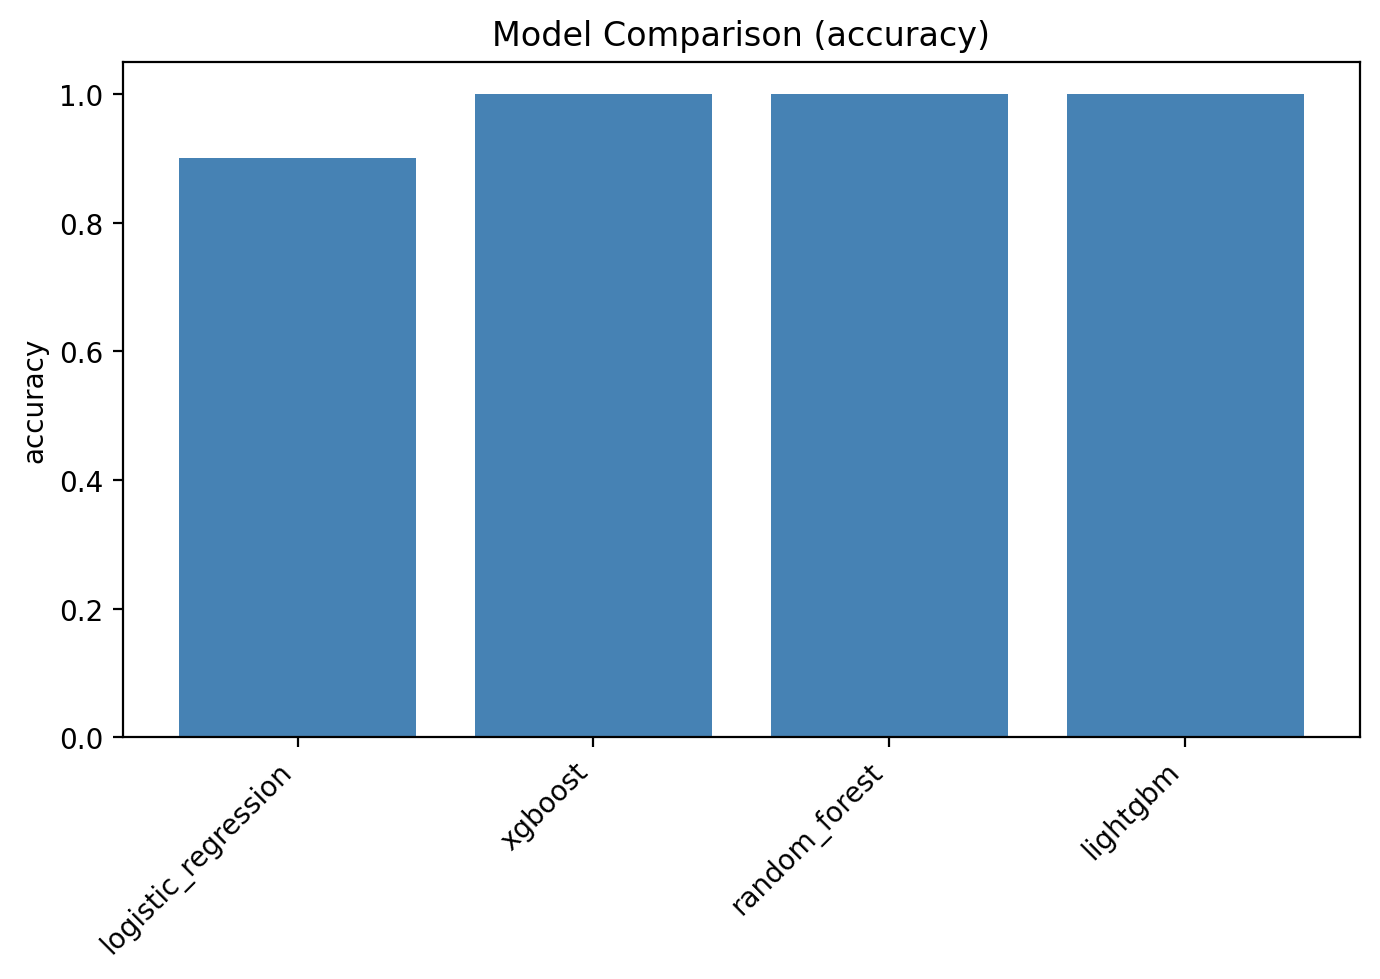 Model Comparison (accuracy)
accuracy
1.0
0.8
0.6
0.4
0.2
0.0
logistic_regression
xgboost
random_forest
lightgbm